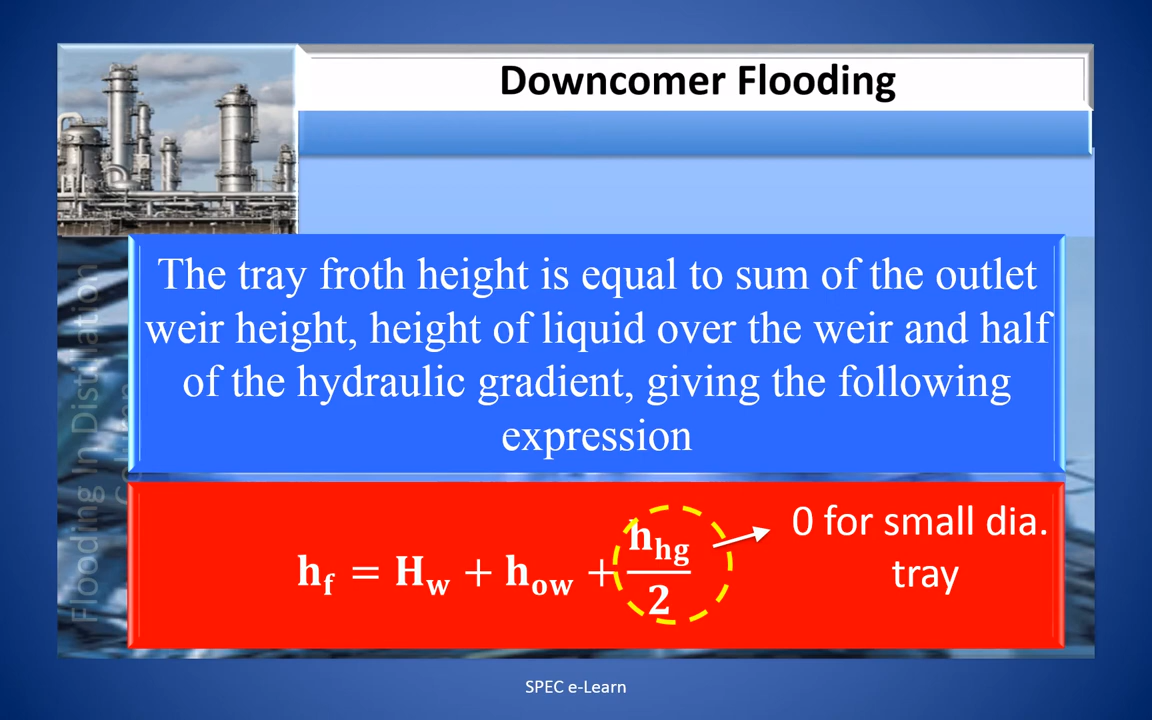 Downcomer Flooding
The tray froth height is equal to sum of the outlet
weir height, height of liquid over the weir and half
of the hydraulic gradient, giving the following
expression
h_f = H_w + h_ow + h_hg/2
0 for small dia.
tray
Flooding In Distillation
Column
SPEC e-Learn